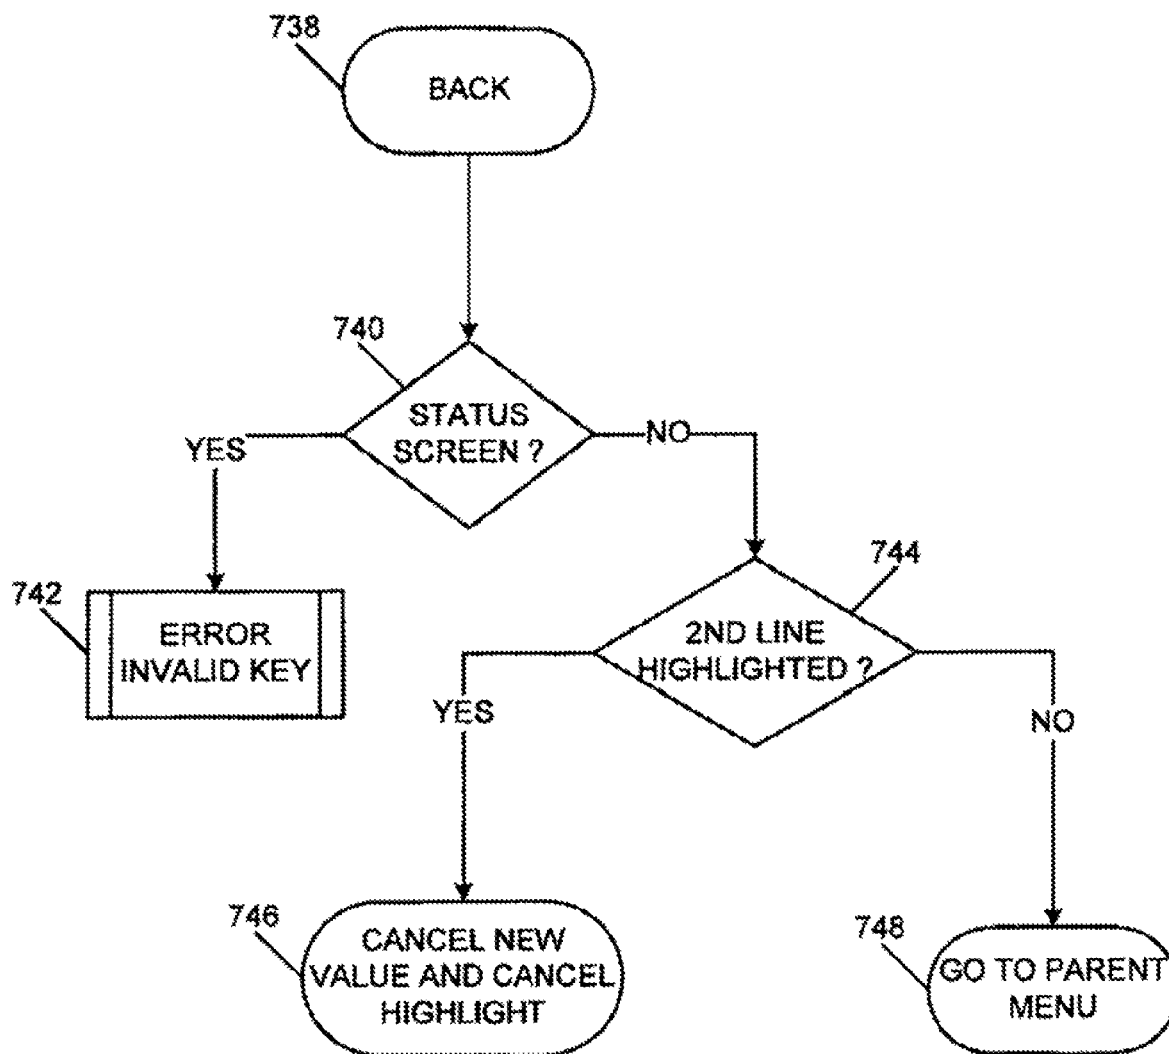 738
BACK
740
STATUS
SCREEN ?
YES
NO
742
ERROR
INVALID KEY
744
2ND LINE
HIGHLIGHTED ?
YES
NO
746
CANCEL NEW
VALUE AND CANCEL
HIGHLIGHT
748
GO TO PARENT
MENU